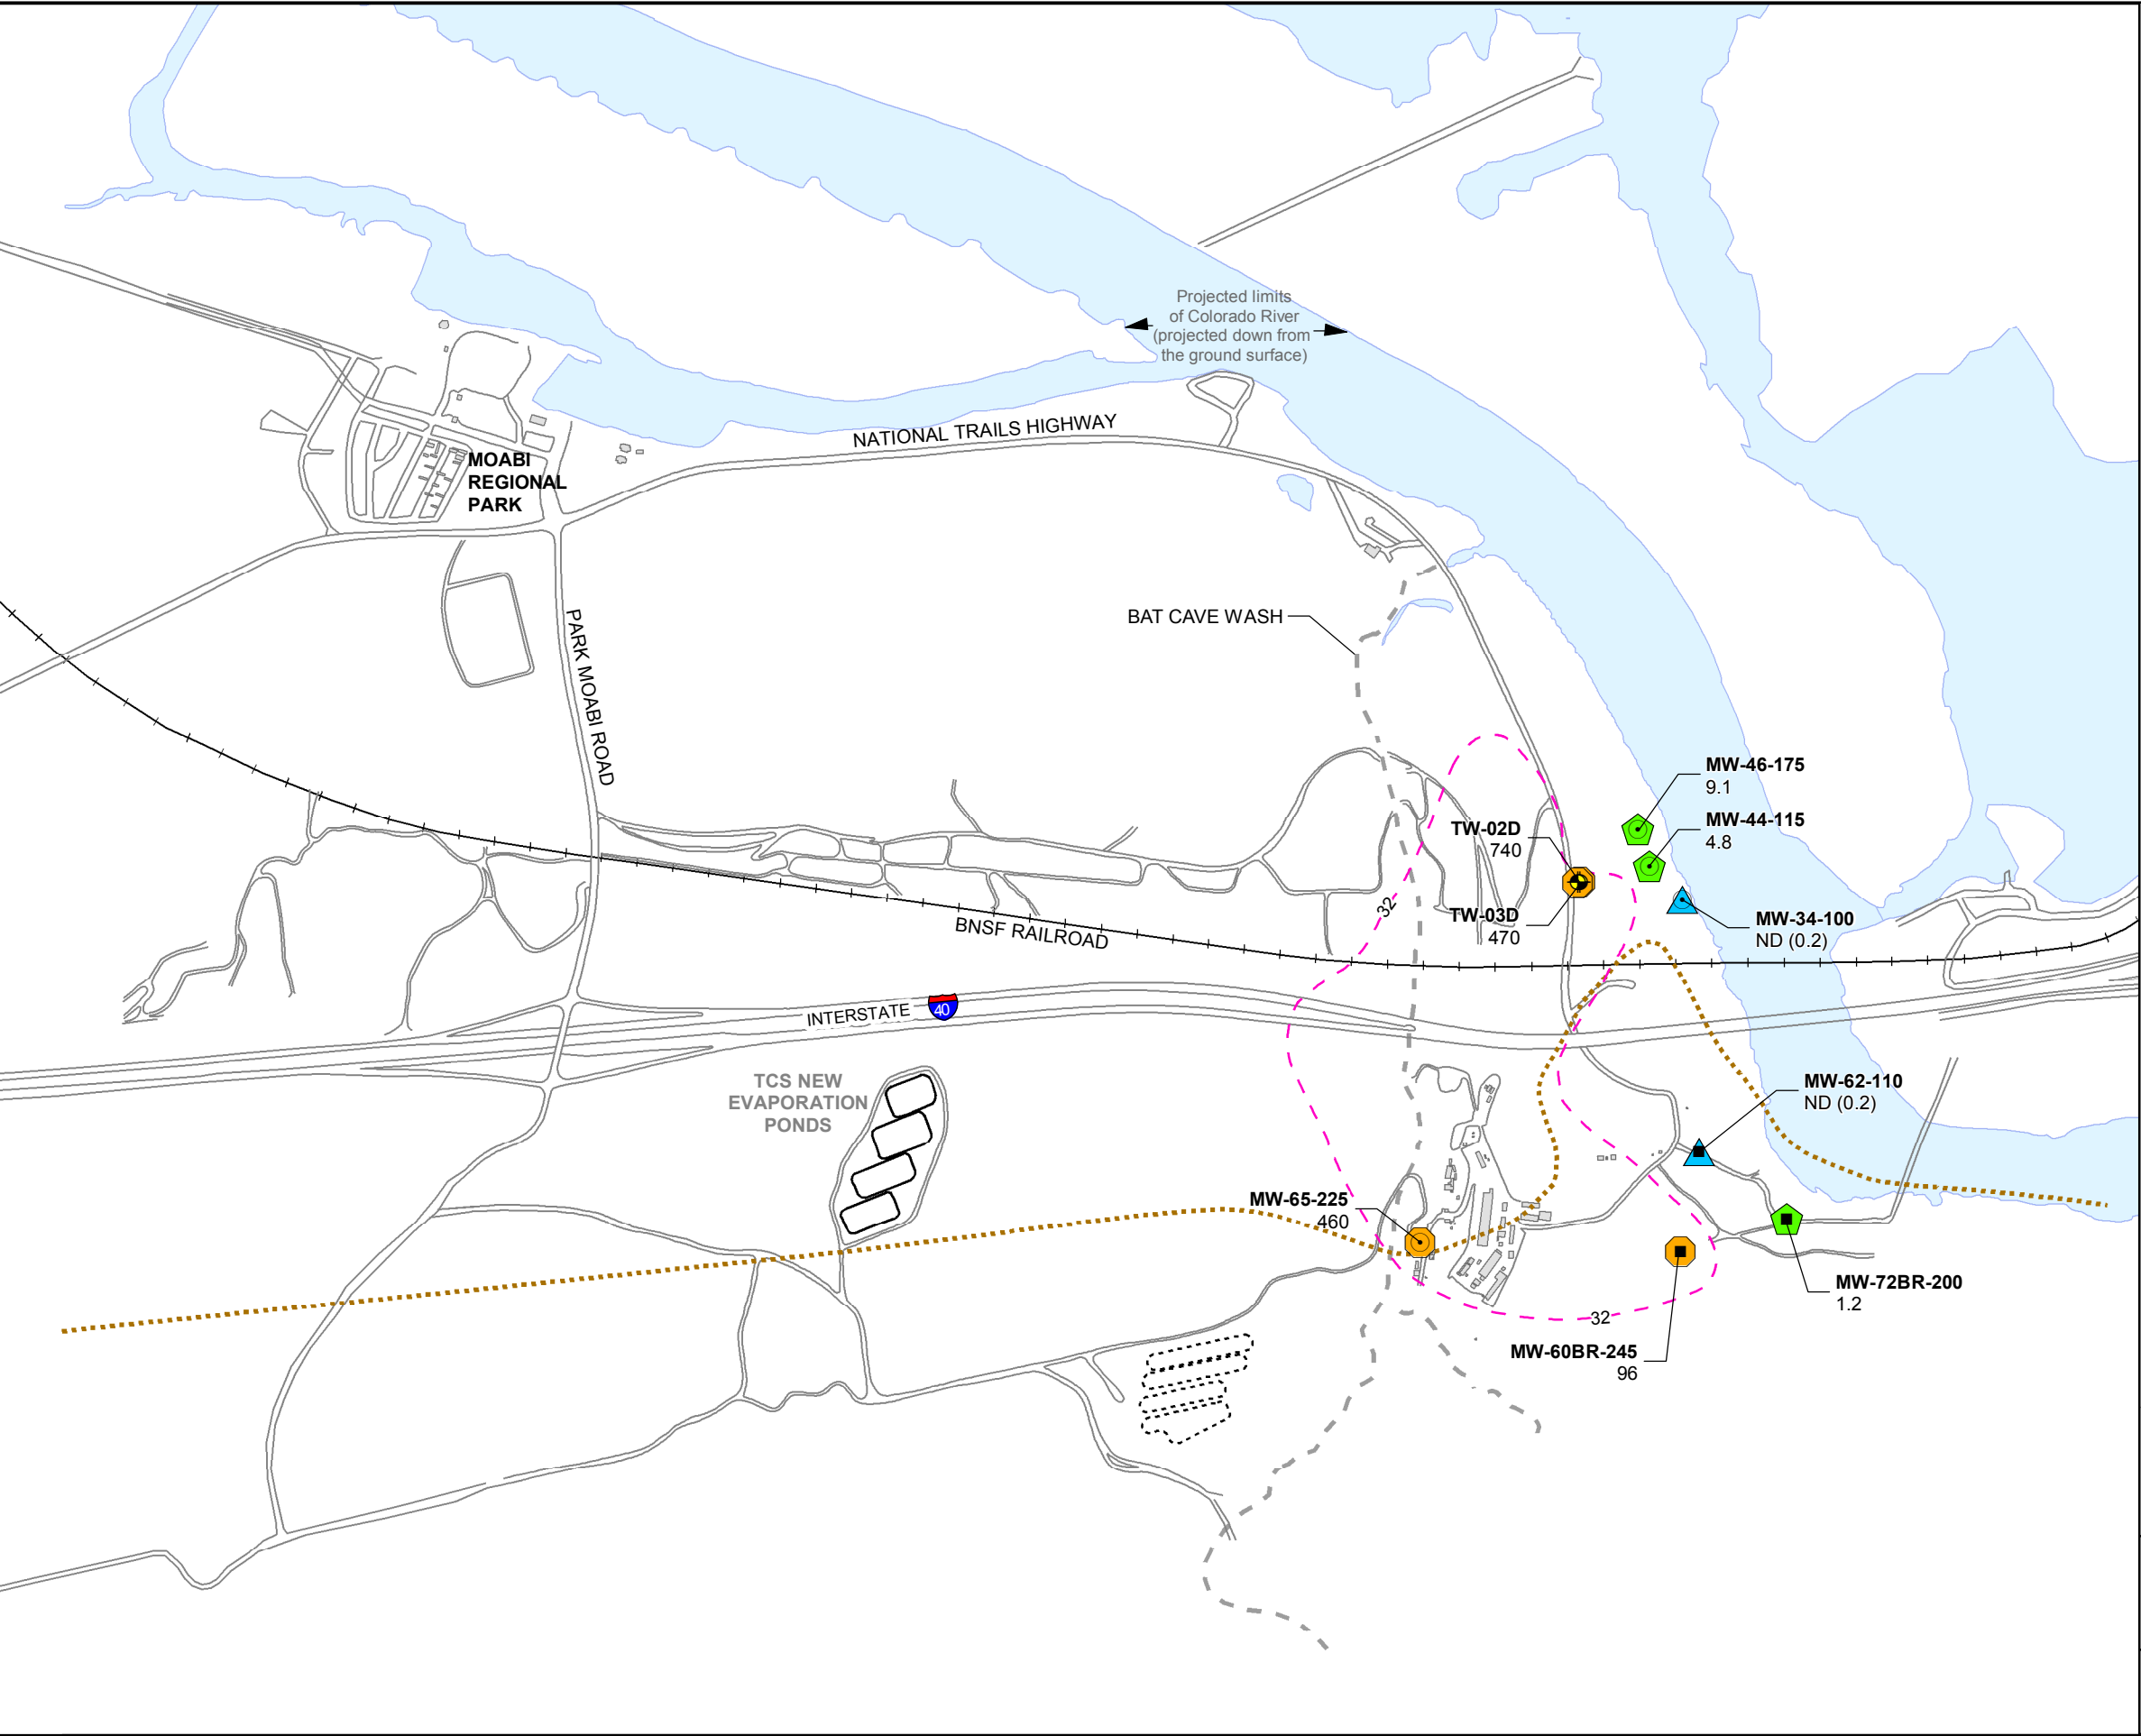 Projected limits
of Colorado River
(projected down from
the ground surface)
NATIONAL TRAILS HIGHWAY
MOABI
REGIONAL
PARK
PARK MOABI ROAD
BAT CAVE WASH
MW-46-175
9.1
MW-44-115
4.8
TW-02D
740
32
TW-03D
470
MW-34-100
ND (0.2)
BNSF RAILROAD
INTERSTATE
40
TCS NEW
EVAPORATION
PONDS
MW-62-110
ND (0.2)
MW-65-225
460
MW-72BR-200
1.2
32
MW-60BR-245
96